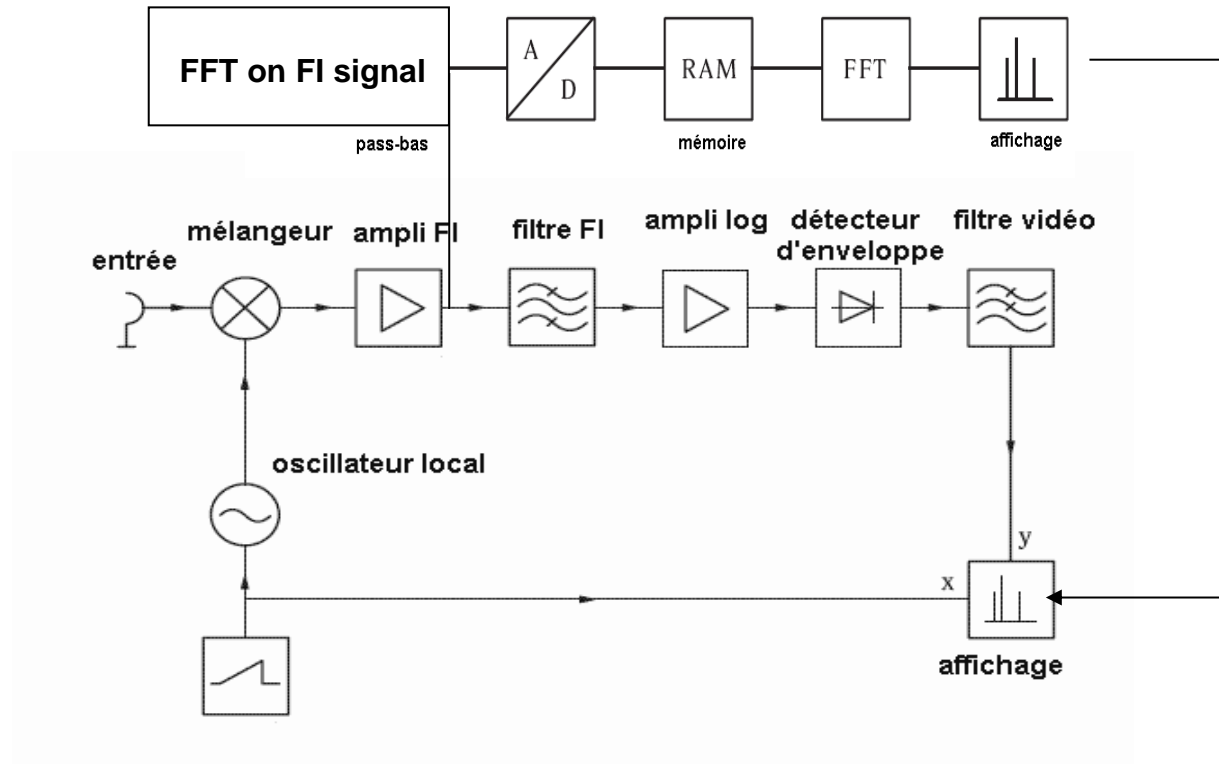 FFT on FI signal
A
D
RAM
FFT
pass-bas
mémoire
affichage
entrée
mélangeur
ampli FI
filtre FI
ampli log
détecteur
d'enveloppe
filtre vidéo
oscillateur local
y
x
affichage